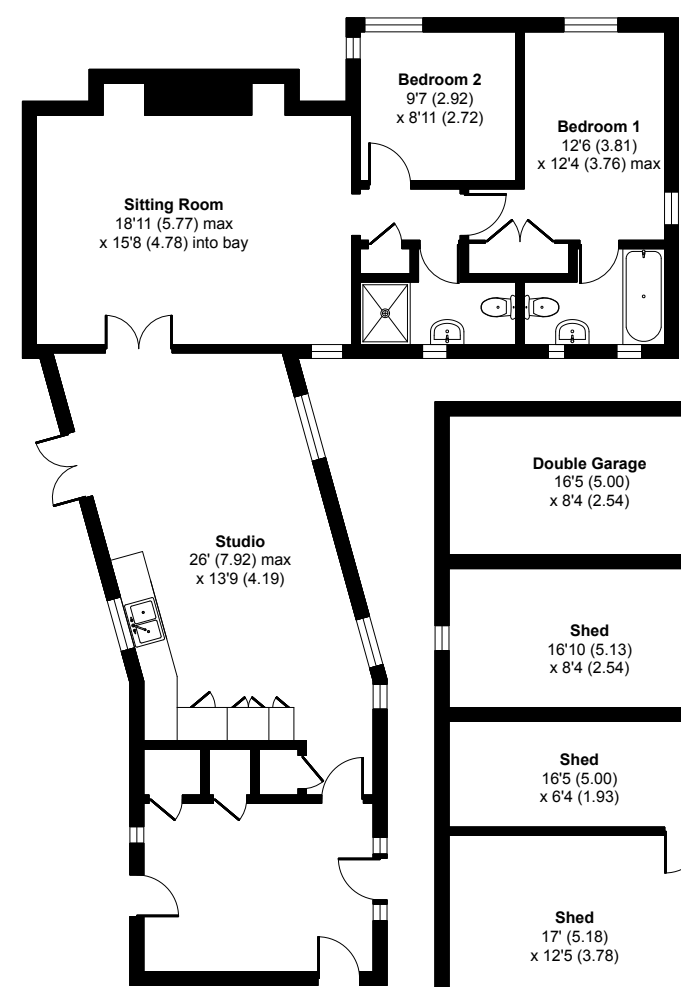 Bedroom 2
9'7 (2.92)
x 8'11 (2.72)
Bedroom 1
12'6 (3.81)
x 12'4 (3.76) max
Sitting Room
18'11 (5.77) max
x 15'8 (4.78) into bay
Double Garage
16'5 (5.00)
x 8'4 (2.54)
Studio
26' (7.92) max
x 13'9 (4.19)
Shed
16'10 (5.13)
x 8'4 (2.54)
Shed
16'5 (5.00)
x 6'4 (1.93)
Shed
17' (5.18)
x 12'5 (3.78)